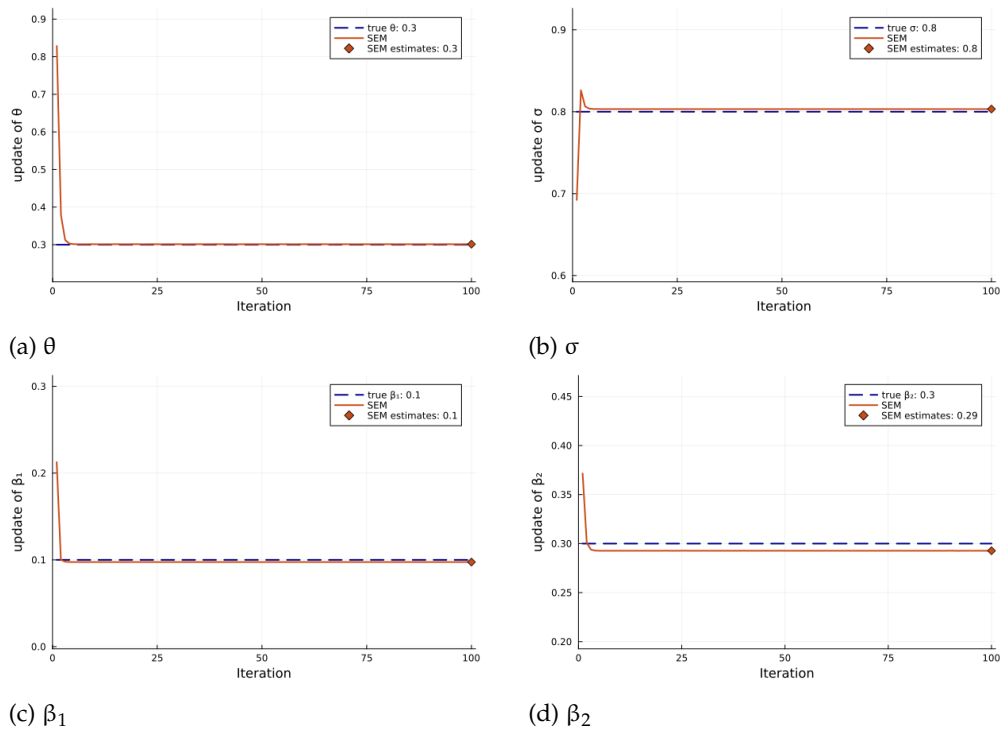 0.9
0.8
0.7
0.6
0.5
0.4
0.3
update of θ
0
25
50
75
100
Iteration
true θ: 0.3
SEM
SEM estimates: 0.3
(a) θ
0.9
0.8
0.7
0.6
update of σ
0
25
50
75
100
Iteration
true σ: 0.8
SEM
SEM estimates: 0.8
(b) σ
0.3
0.2
0.1
0.0
update of β₁
0
25
50
75
100
Iteration
true β₁: 0.1
SEM
SEM estimates: 0.1
(c) β₁
0.45
0.40
0.35
0.30
0.25
0.20
update of β₂
0
25
50
75
100
Iteration
true β₂: 0.3
SEM
SEM estimates: 0.29
(d) β₂